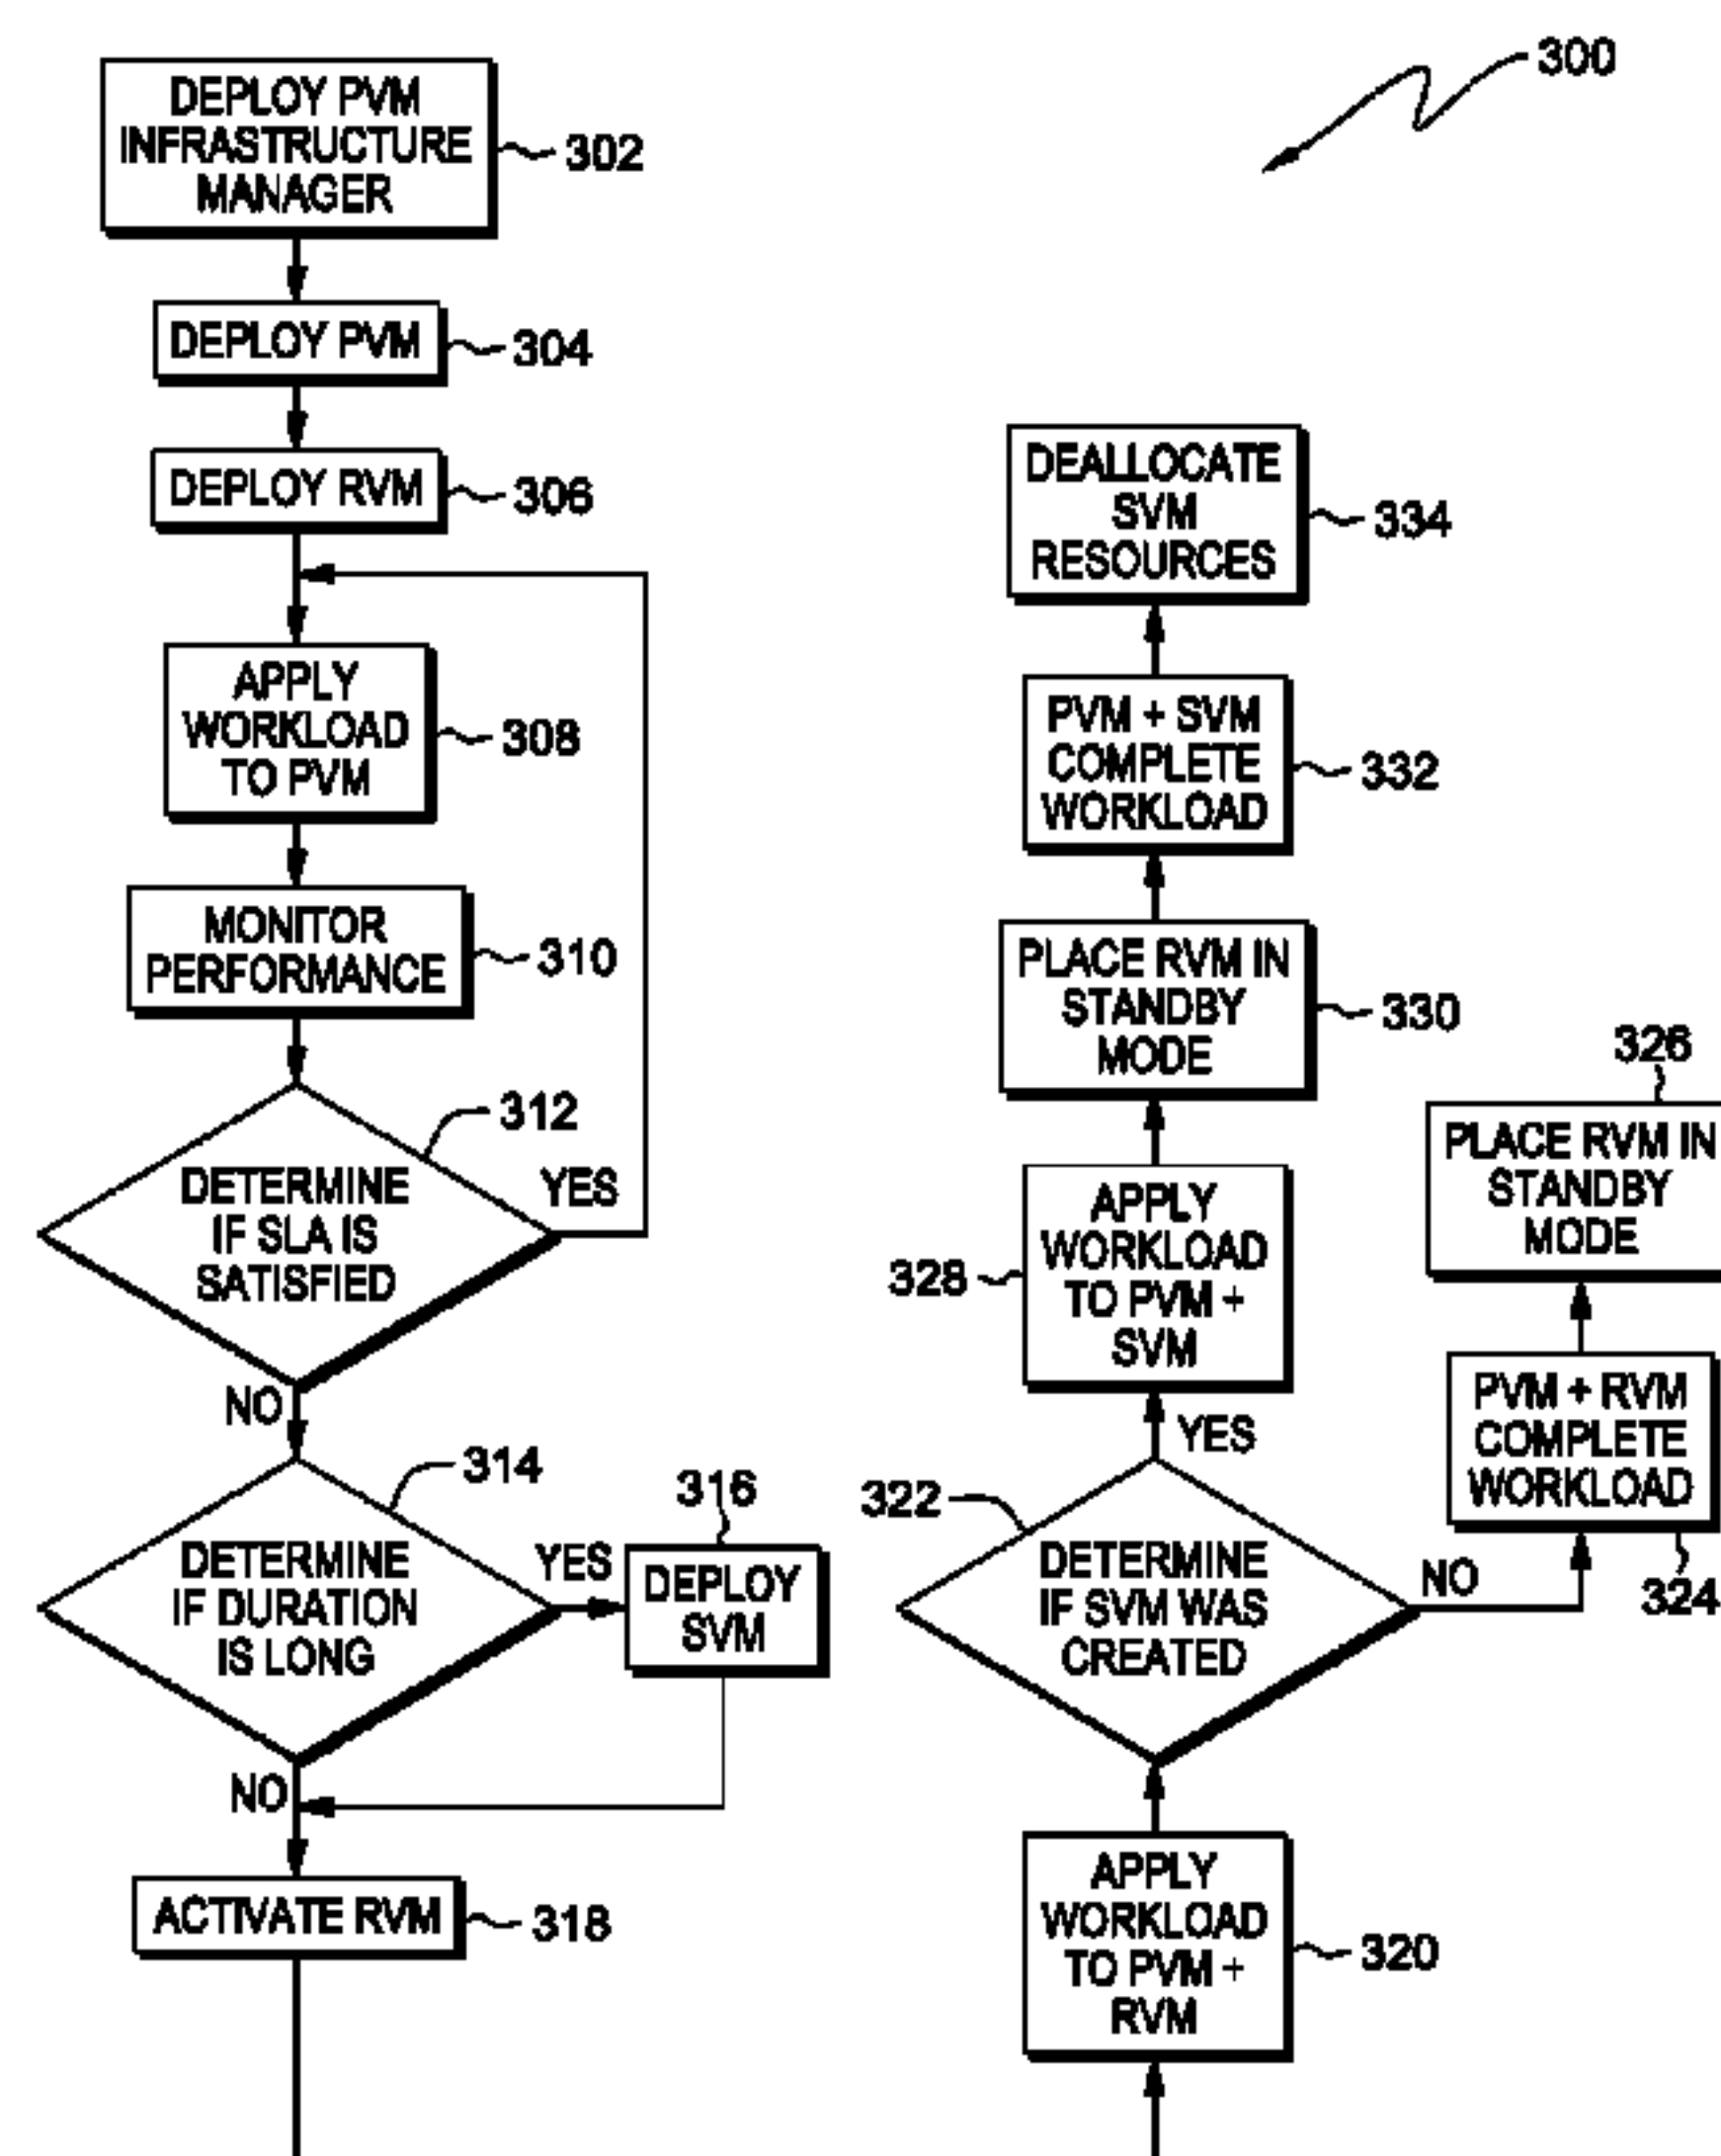 300
DEPLOY PVM
INFRASTRUCTURE
MANAGER
302
DEPLOY PVM
304
DEPLOY RVM
306
APPLY
WORKLOAD
TO PVM
308
MONITOR
PERFORMANCE
310
312
DETERMINE
IF SLA IS
SATISFIED
YES
NO
314
DETERMINE
IF DURATION
IS LONG
YES
316
DEPLOY
SVM
NO
ACTIVATE RVM
318
APPLY
WORKLOAD
TO PVM +
RVM
320
322
DETERMINE
IF SVM WAS
CREATED
NO
324
PVM + RVM
COMPLETE
WORKLOAD
326
PLACE RVM IN
STANDBY
MODE
YES
328
APPLY
WORKLOAD
TO PVM +
SVM
PLACE RVM IN
STANDBY
MODE
330
PVM + SVM
COMPLETE
WORKLOAD
332
DEALLOCATE
SVM
RESOURCES
334